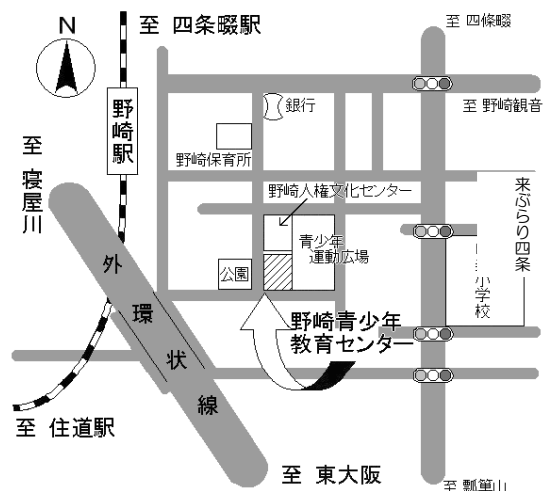 N
至 四条畷駅
至 四條畷
銀行
至 野崎観音
野崎駅
野崎保育所
至 寝屋川
野崎人権文化センター
来ぶらり四条
青少年
運動広場
公園
小学校
外環状線
野崎青少年
教育センター
至 住道駅
至 東大阪
至 瓢箪山